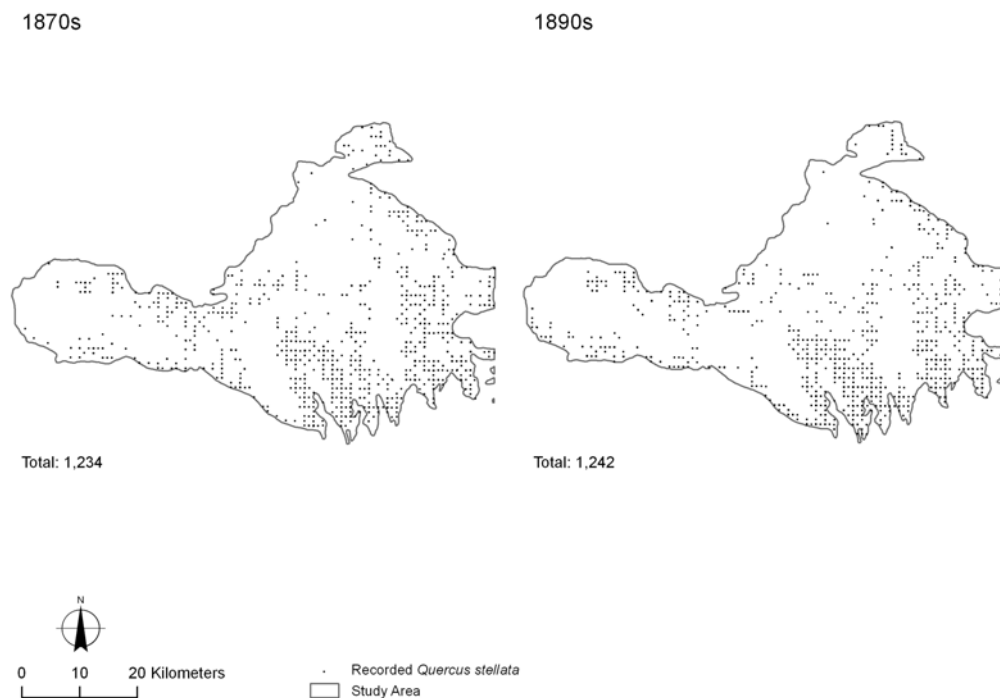 1870s
1890s
Total: 1,234
Total: 1,242
N
0 10 20 Kilometers
Recorded Quercus stellata
Study Area